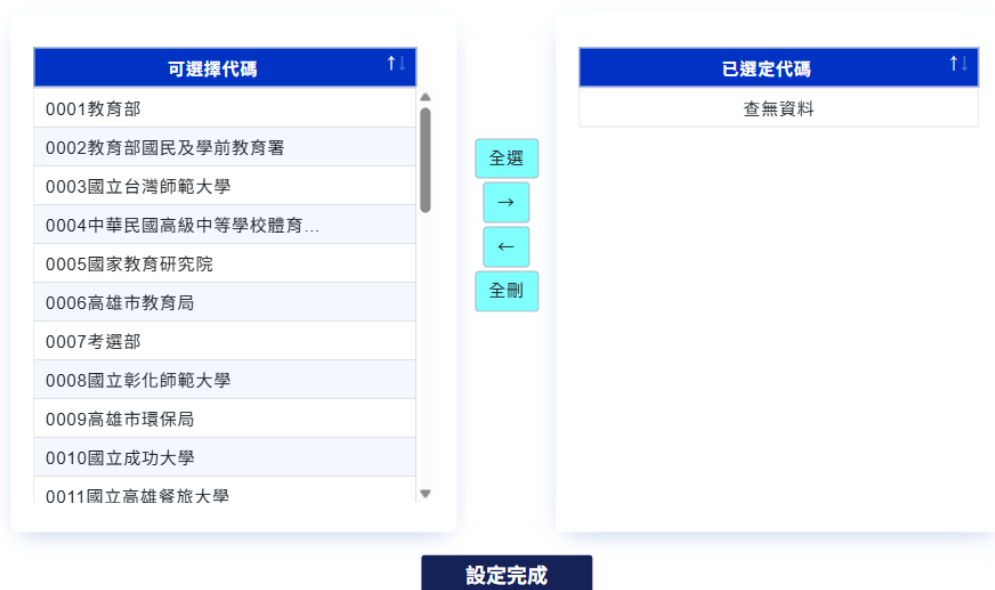 可選擇代碼 ↑↓
0001教育部
0002教育部國民及學前教育署
0003國立台灣師範大學
0004中華民國高級中等學校體育...
0005國家教育研究院
0006高雄市教育局
0007考選部
0008國立彰化師範大學
0009高雄市環保局
0010國立成功大學
0011國立高雄餐旅大學
全選
→
←
全刪
已選定代碼 ↑↓
查無資料
設定完成